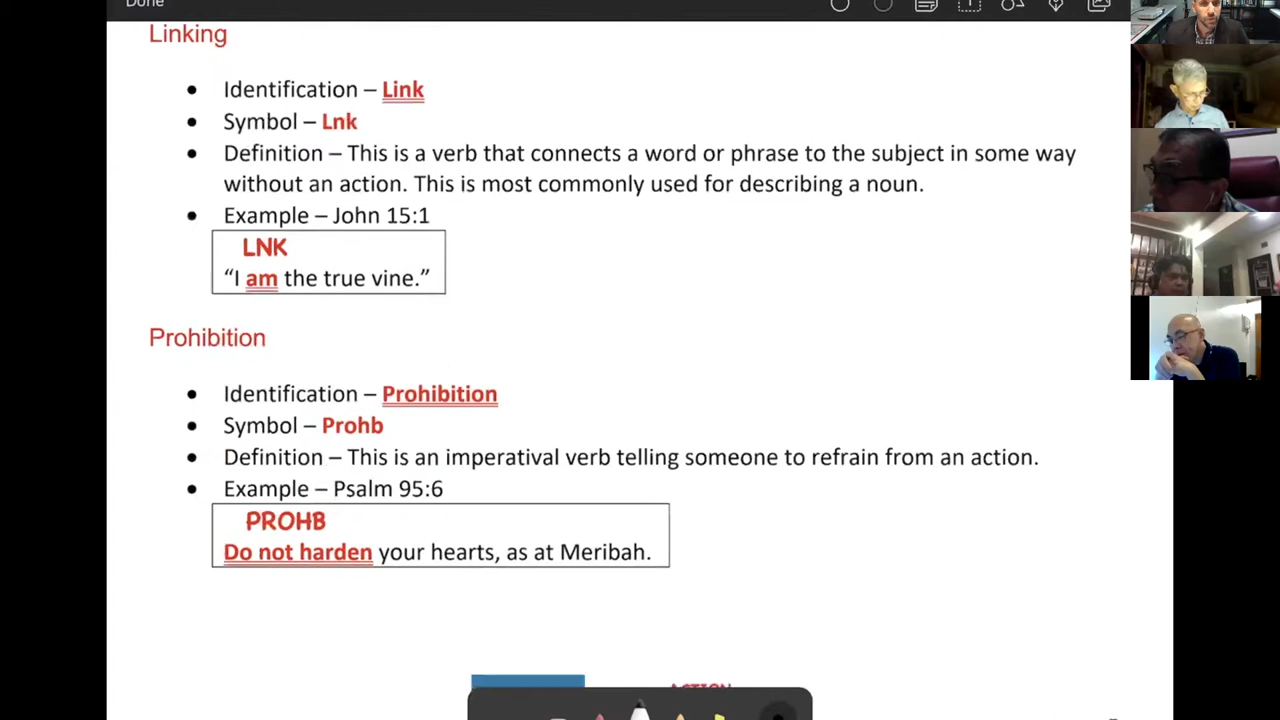 Done
Linking
• Identification – Link
• Symbol – Lnk
• Definition – This is a verb that connects a word or phrase to the subject in some way
without an action. This is most commonly used for describing a noun.
• Example – John 15:1
LNK
“I am the true vine.”
Prohibition
• Identification – Prohibition
• Symbol – Prohb
• Definition – This is an imperatival verb telling someone to refrain from an action.
• Example – Psalm 95:6
PROHB
Do not harden your hearts, as at Meribah.
ACTION